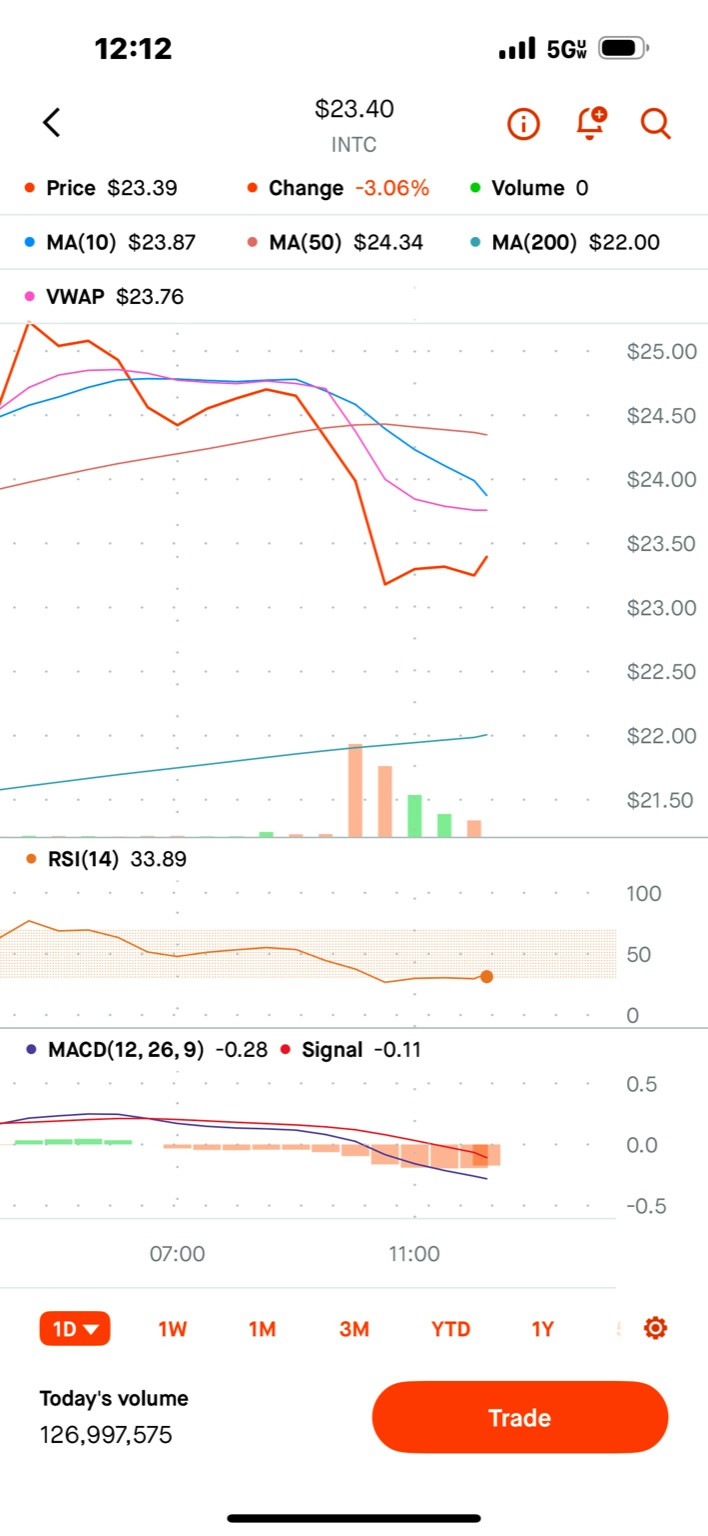 12:12
5G UW
$23.40
INTC
Price $23.39 Change -3.06% Volume 0
MA(10) $23.87 MA(50) $24.34 MA(200) $22.00
VWAP $23.76
$25.00
$24.50
$24.00
$23.50
$23.00
$22.50
$22.00
$21.50
RSI(14) 33.89
100
50
0
MACD(12, 26, 9) -0.28 Signal -0.11
0.5
0.0
-0.5
07:00 11:00
1D 1W 1M 3M YTD 1Y
Today's volume
126,997,575
Trade